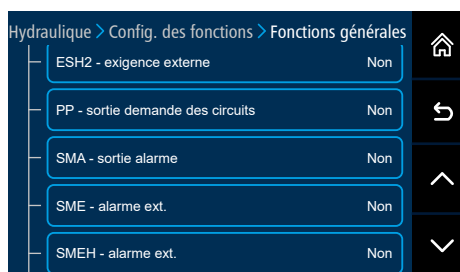 Hydraulique > Config. des fonctions > Fonctions générales
ESH2 - exigence externe Non
PP - sortie demande des circuits Non
SMA - sortie alarme Non
SME - alarme ext. Non
SMEH - alarme ext. Non